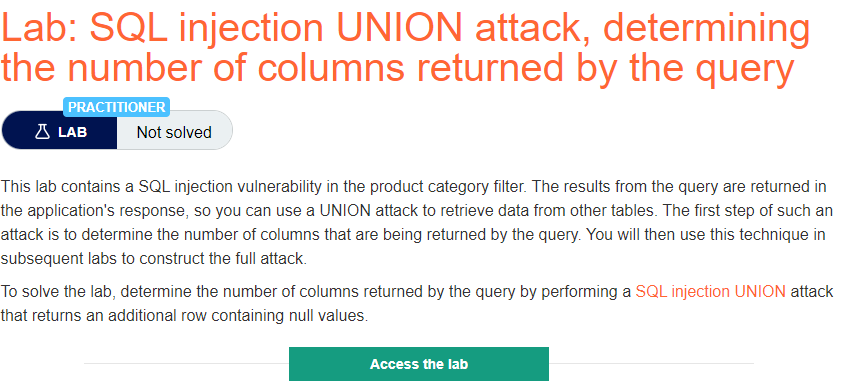 Lab: SQL injection UNION attack, determining
the number of columns returned by the query
PRACTITIONER
LAB
Not solved
This lab contains a SQL injection vulnerability in the product category filter. The results from the query are returned in
the application's response, so you can use a UNION attack to retrieve data from other tables. The first step of such an
attack is to determine the number of columns that are being returned by the query. You will then use this technique in
subsequent labs to construct the full attack.
To solve the lab, determine the number of columns returned by the query by performing a SQL injection UNION attack
that returns an additional row containing null values.
Access the lab